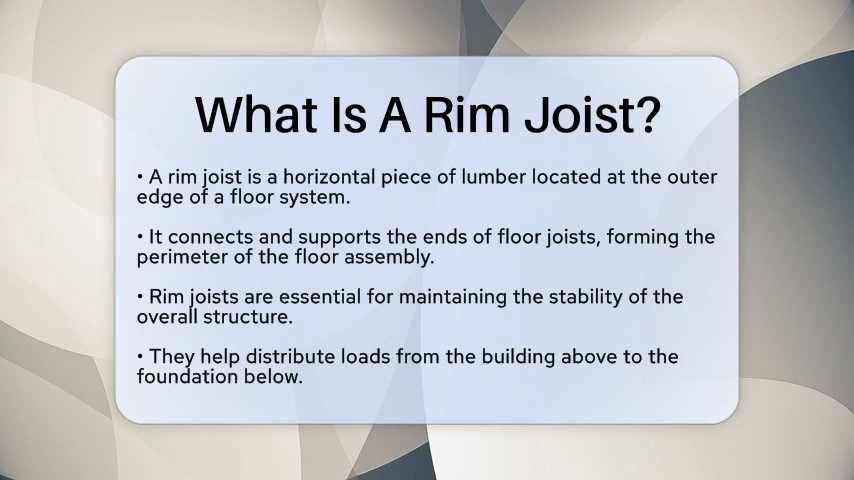 What Is A Rim Joist?
• A rim joist is a horizontal piece of lumber located at the outer
edge of a floor system.
• It connects and supports the ends of floor joists, forming the
perimeter of the floor assembly.
• Rim joists are essential for maintaining the stability of the
overall structure.
• They help distribute loads from the building above to the
foundation below.